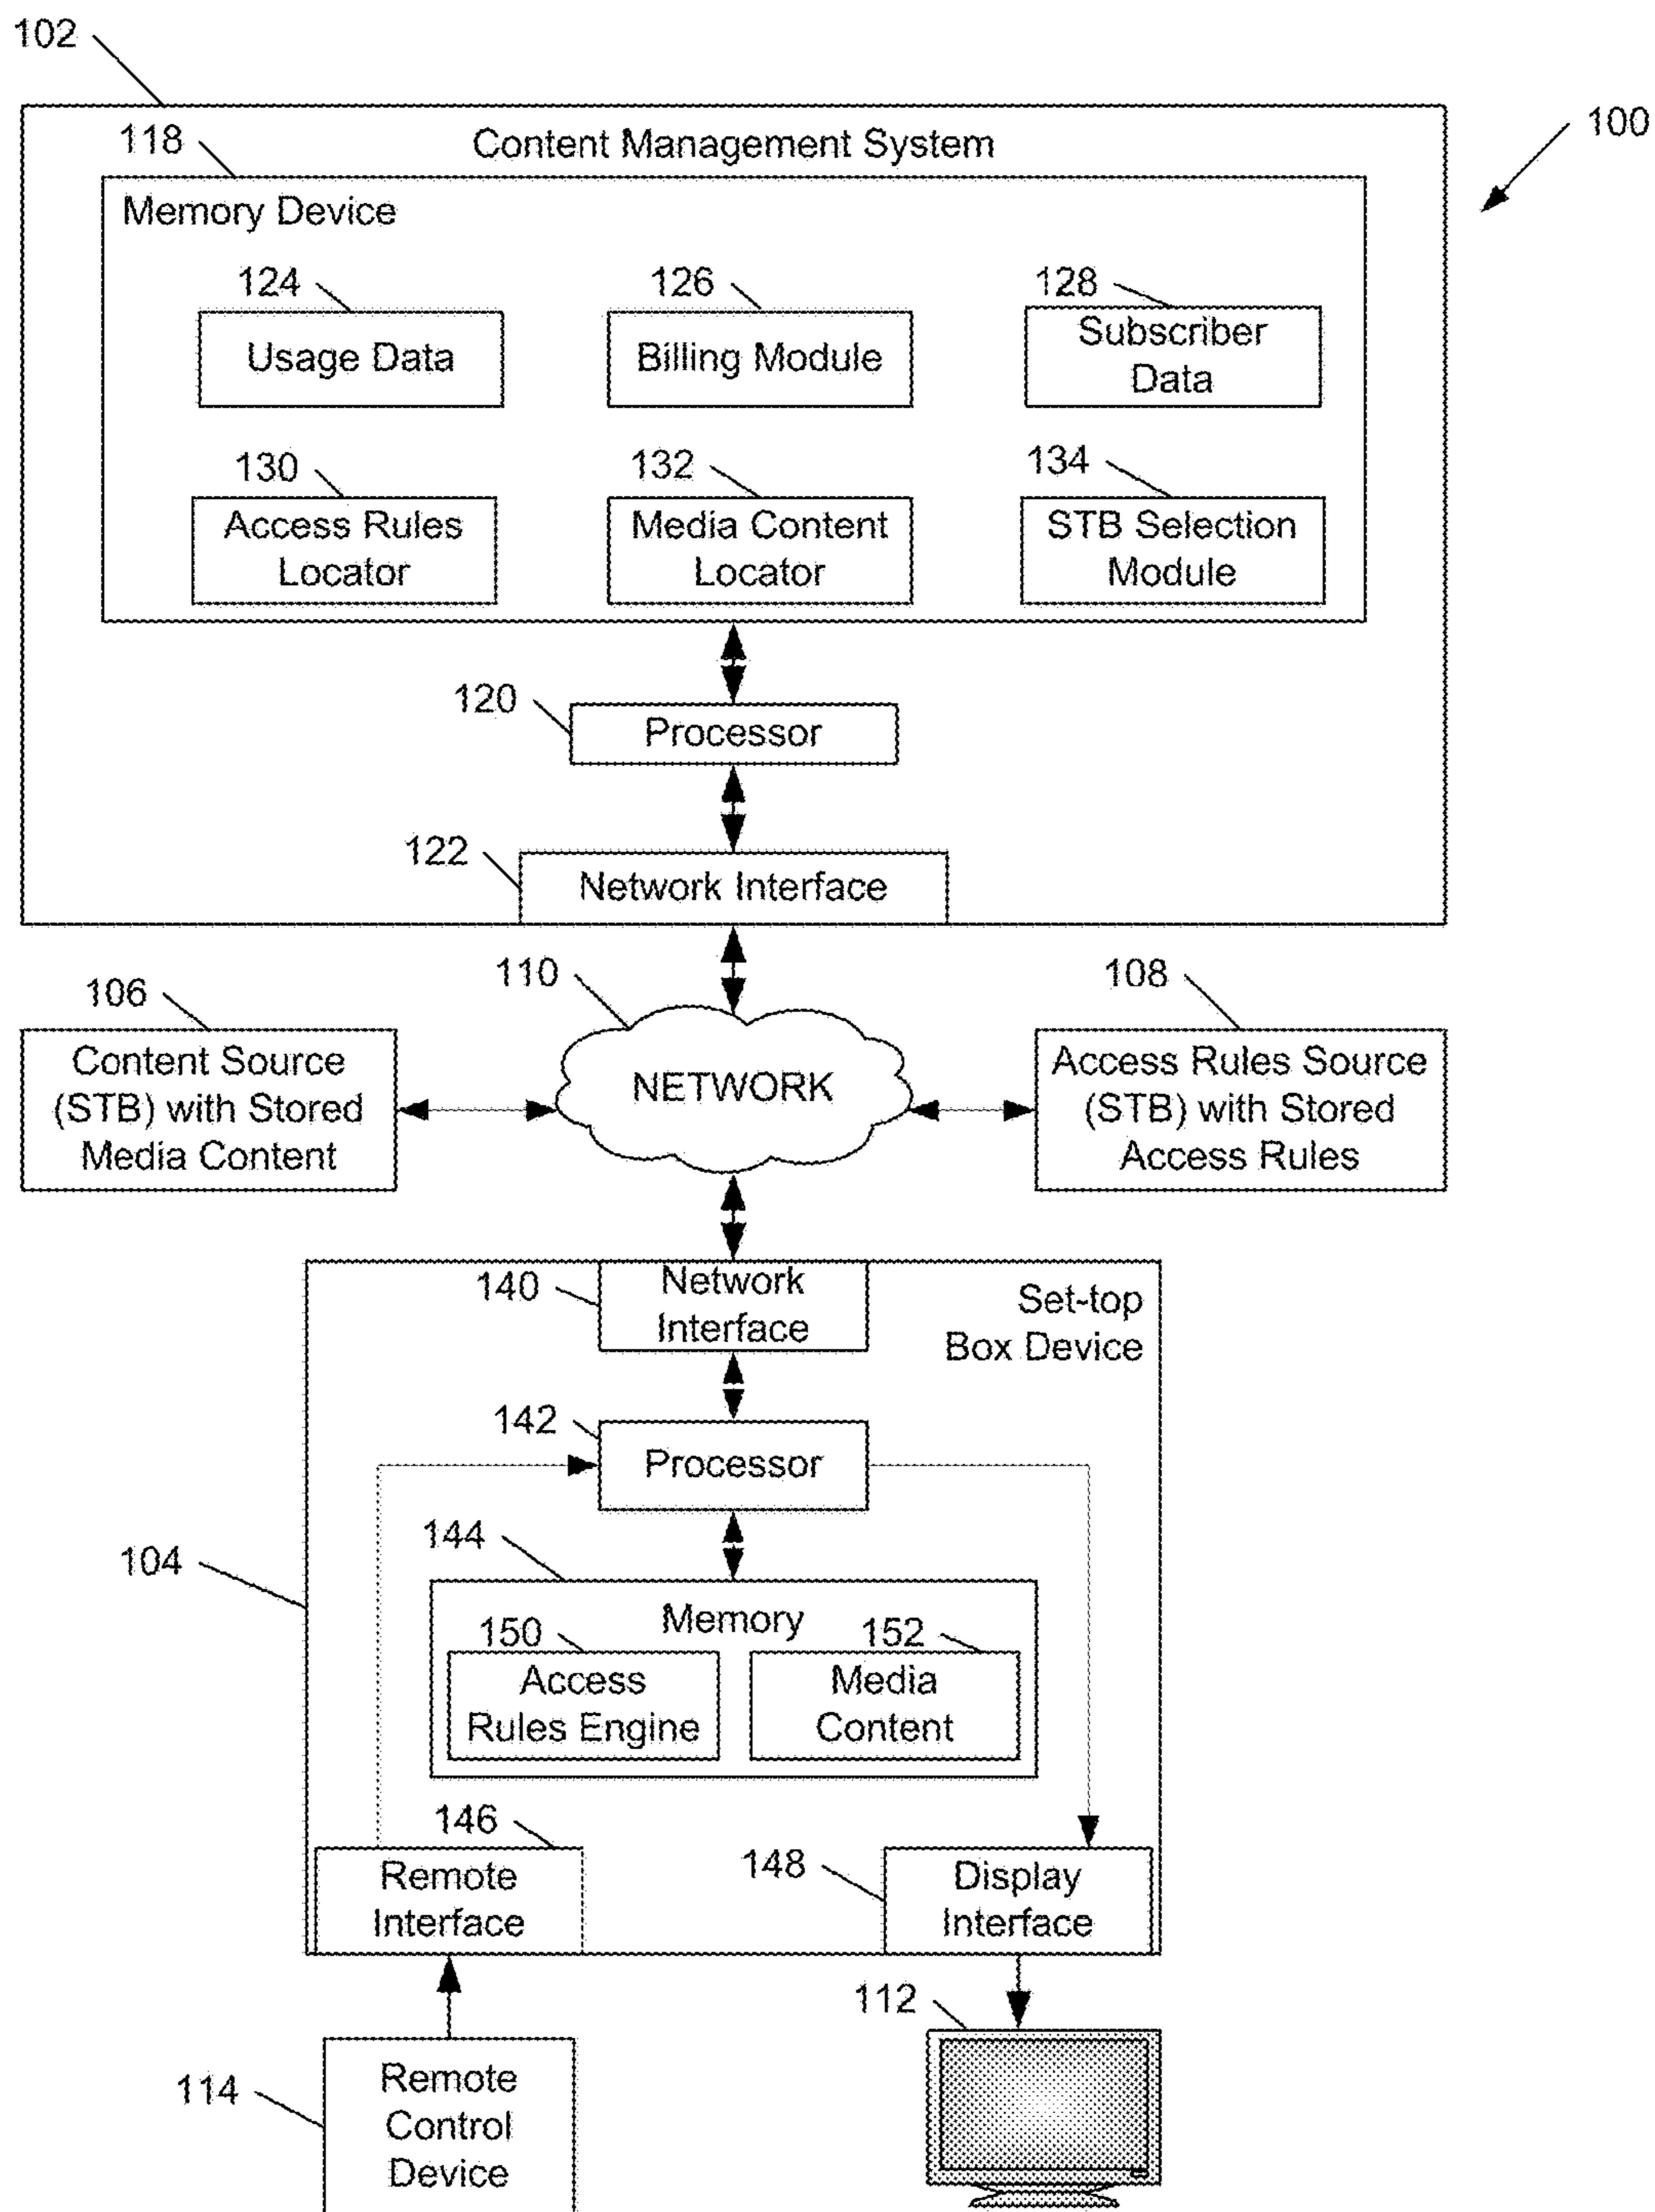 102
100
118
Content Management System
Memory Device
124
126
128
Usage Data
Billing Module
Subscriber
Data
130
132
134
Access Rules
Locator
Media Content
Locator
STB Selection
Module
120
Processor
122
Network Interface
106
110
108
Content Source
(STB) with Stored
Media Content
NETWORK
Access Rules Source
(STB) with Stored
Access Rules
140
Network
Interface
Set-top
Box Device
142
Processor
104
144
Memory
150
152
Access
Rules Engine
Media
Content
146
148
Remote
Interface
Display
Interface
112
114
Remote
Control
Device